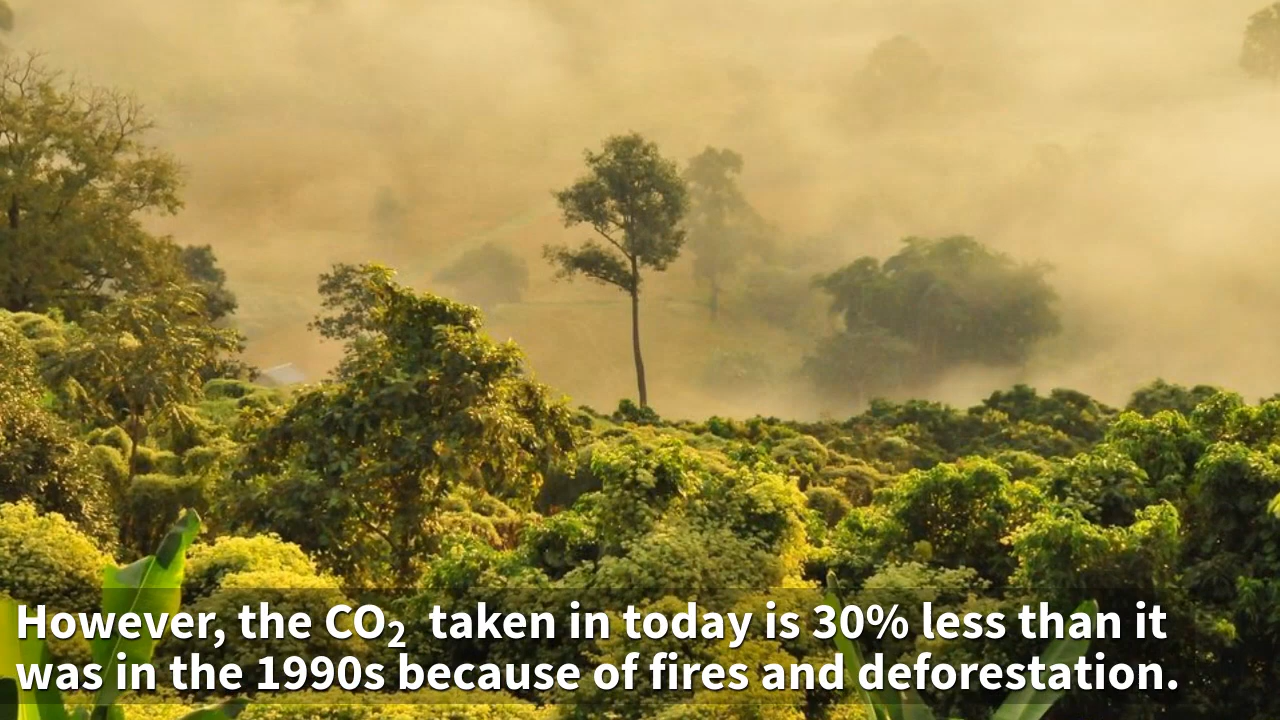 However, the CO₂ taken in today is 30% less than it
was in the 1990s because of fires and deforestation.